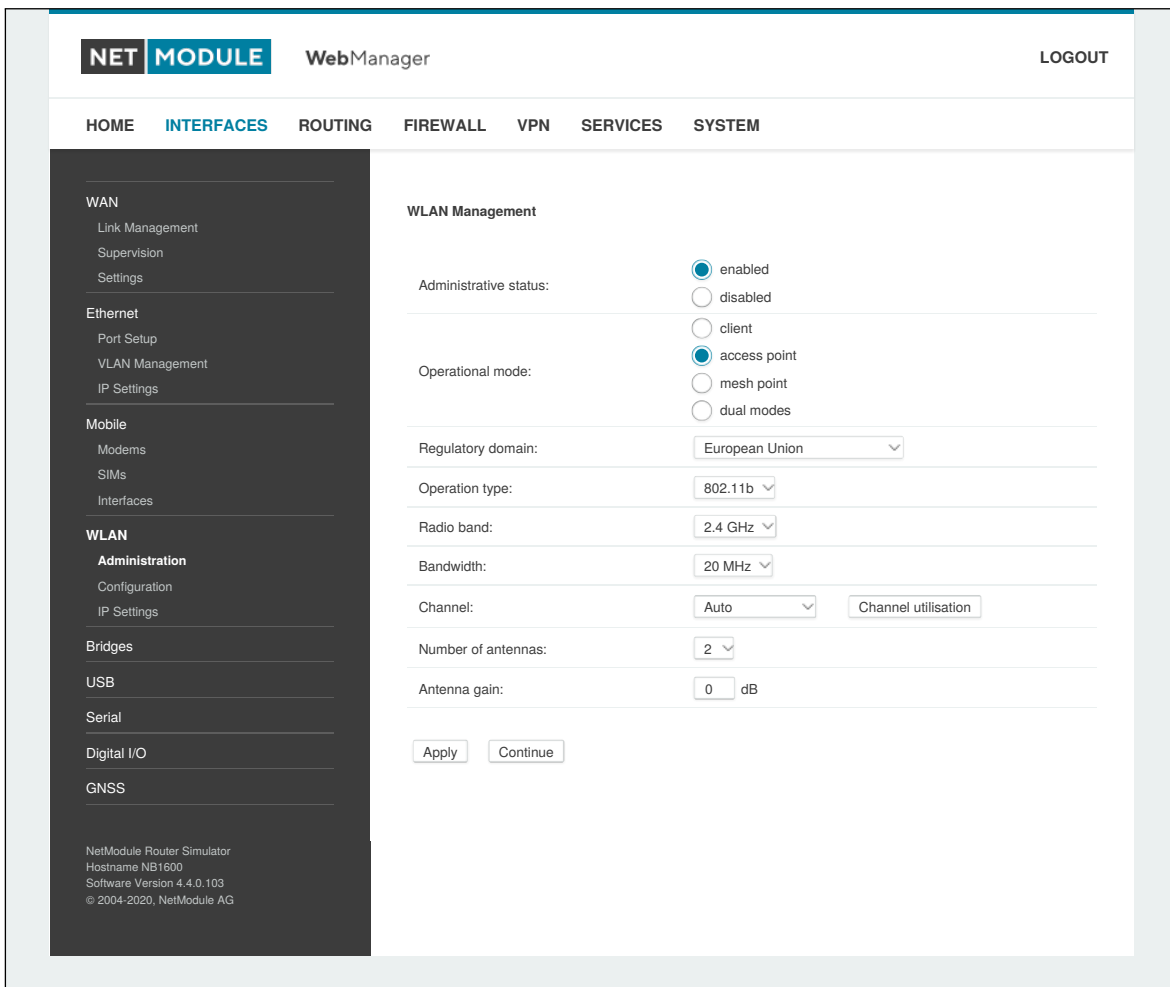 NET MODULE WebManager LOGOUT
HOME INTERFACES ROUTING FIREWALL VPN SERVICES SYSTEM
WAN
Link Management
Supervision
Settings
Ethernet
Port Setup
VLAN Management
IP Settings
Mobile
Modems
SIMs
Interfaces
WLAN
Administration
Configuration
IP Settings
Bridges
USB
Serial
Digital I/O
GNSS
NetModule Router Simulator
Hostname NB1600
Software Version 4.4.0.103
© 2004-2020, NetModule AG
WLAN Management
Administrative status:
enabled
disabled
Operational mode:
client
access point
mesh point
dual modes
Regulatory domain: European Union
Operation type: 802.11b
Radio band: 2.4 GHz
Bandwidth: 20 MHz
Channel: Auto Channel utilisation
Number of antennas: 2
Antenna gain: 0 dB
Apply Continue